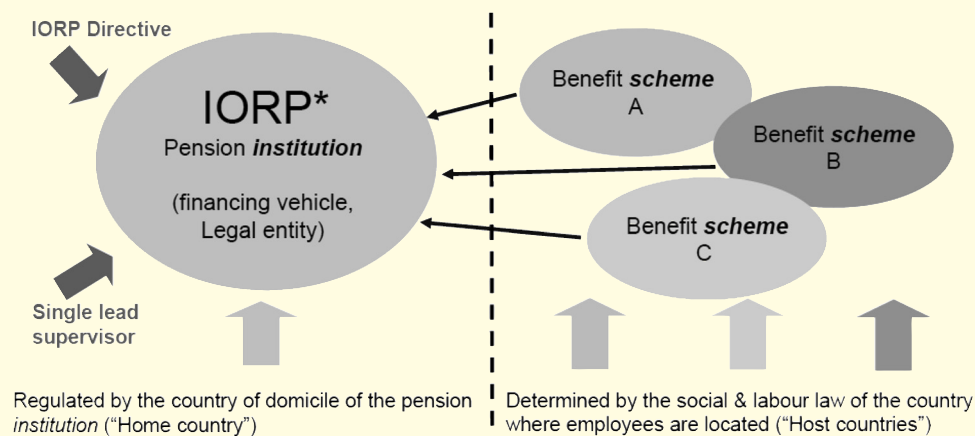 IORP Directive
IORP*
Pension institution
(financing vehicle,
Legal entity)
Single lead
supervisor
Regulated by the country of domicile of the pension
institution (“Home country”)
Benefit scheme
A
Benefit scheme
B
Benefit scheme
C
Determined by the social & labour law of the country
where employees are located (“Host countries”)